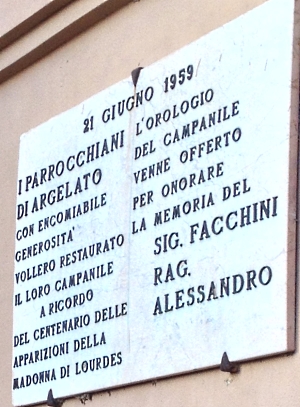 21 GIUGNO 1959
I PARROCCHIANI
DI ARGELATO
CON ENCOMIABILE
GENEROSITA'
VOLLERO RESTAURATO
IL LORO CAMPANILE
A RICORDO
DEL CENTENARIO DELLE
APPARIZIONI DELLA
MADONNA DI LOURDES
L'OROLOGIO
DEL CAMPANILE
VENNE OFFERTO
PER ONORARE
LA MEMORIA DEL
SIG. FACCHINI
RAG.
ALESSANDRO